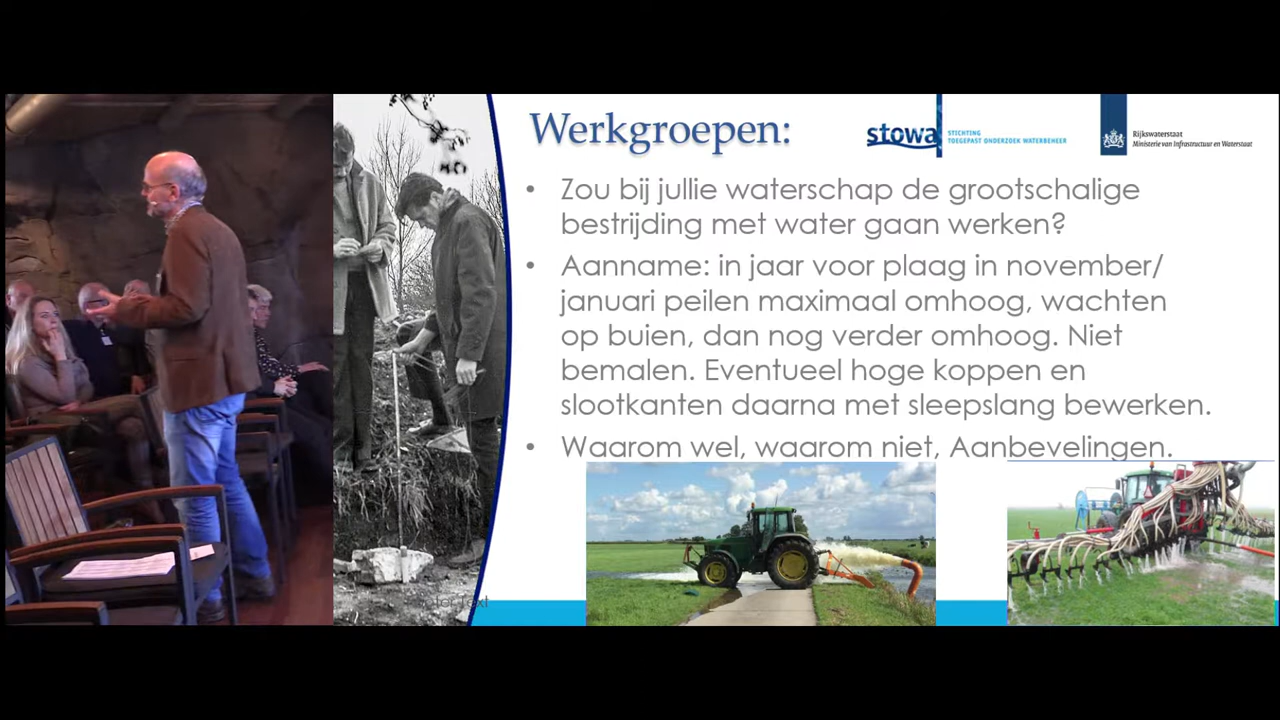 Werkgroepen:
stowa
STICHTING
TOEGEPAST ONDERZOEK WATERBEHEER
Rijkswaterstaat
Ministerie van Infrastructuur en Waterstaat
• Zou bij jullie waterschap de grootschalige
bestrijding met water gaan werken?
• Aanname: in jaar voor plaag in november/
januari peilen maximaal omhoog, wachten
op buien, dan nog verder omhoog. Niet
bemalen. Eventueel hoge koppen en
slootkanten daarna met sleepslang bewerken.
• Waarom wel, waarom niet, Aanbevelingen.